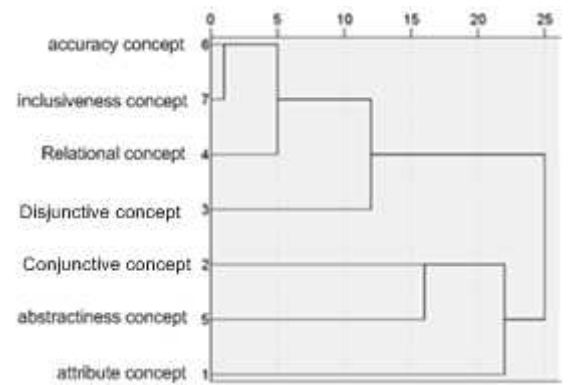 0 5 10 15 20 25
accuracy concept 6
inclusiveness concept 7
Relational concept 4
Disjunctive concept 3
Conjunctive concept 2
abstractiness concept 5
attribute concept 1